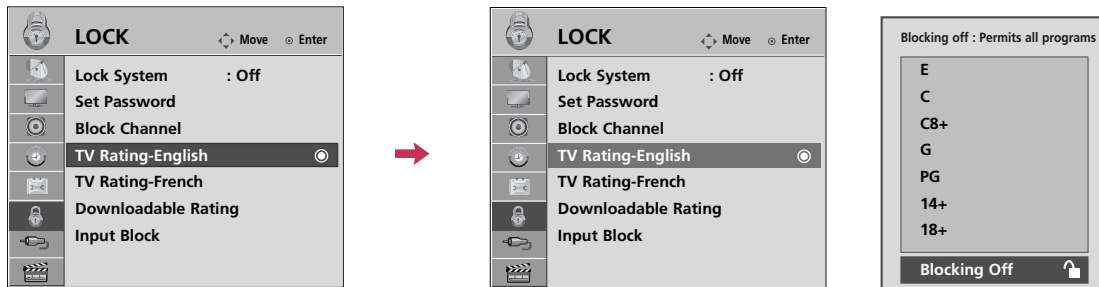 LOCK
Move
Enter
Lock System : Off
Set Password
Block Channel
TV Rating-English
TV Rating-French
Downloadable Rating
Input Block
LOCK
Move
Enter
Lock System : Off
Set Password
Block Channel
TV Rating-English
TV Rating-French
Downloadable Rating
Input Block
Blocking off : Permits all programs
E
C
C8+
G
PG
14+
18+
Blocking Off